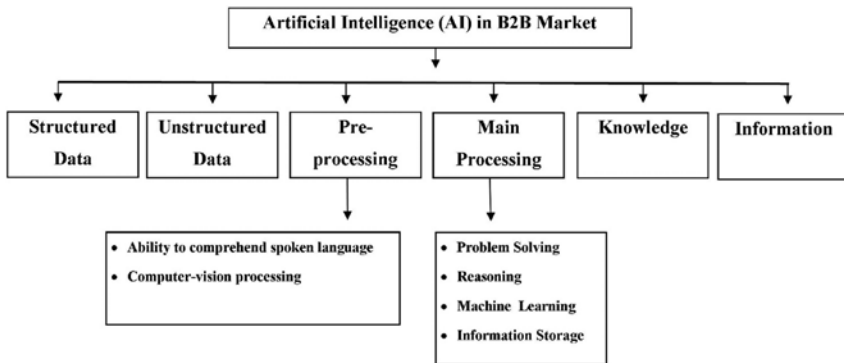 Artificial Intelligence (AI) in B2B Market
Structured
Data
Unstructured
Data
Pre-
processing
Main
Processing
Knowledge
Information
• Ability to comprehend spoken language
• Computer-vision processing
• Problem Solving
• Reasoning
• Machine Learning
• Information Storage